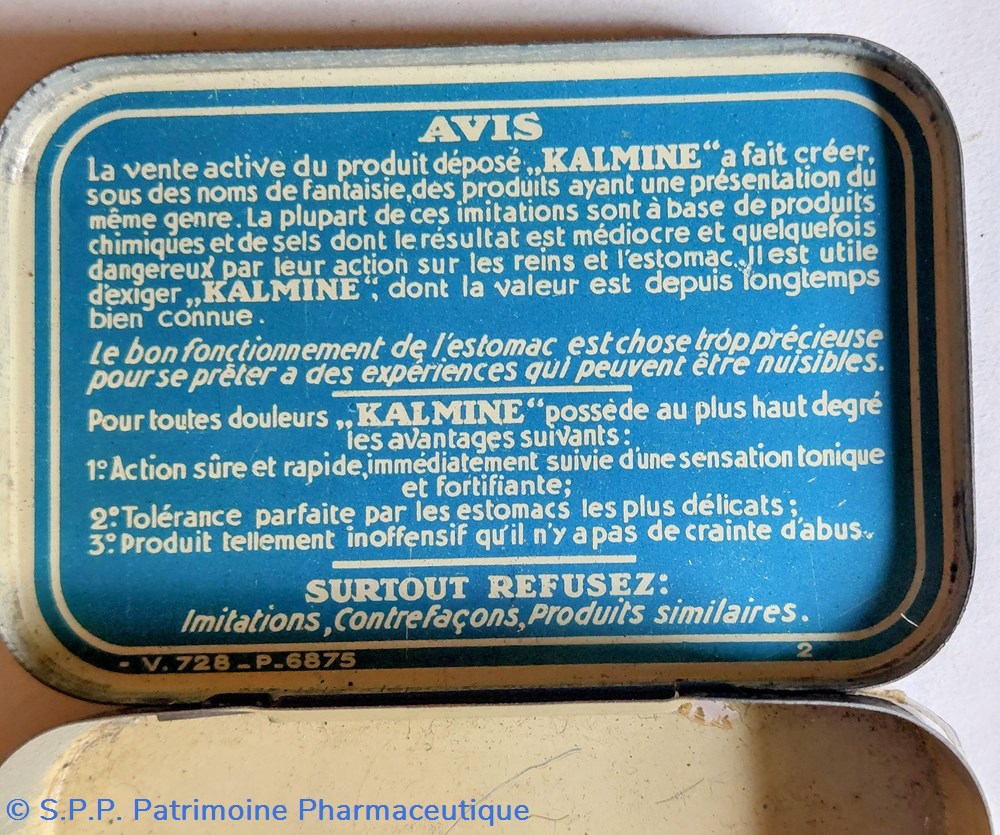 AVIS
La vente active du produit déposé „KALMINE“ a fait créer,
sous des noms de fantaisie, des produits ayant une présentation du
même genre. La plupart de ces imitations sont à base de produits
chimiques et de sels dont le résultat est médiocre et quelquefois
dangereux par leur action sur les reins et l'estomac. Il est utile
d'exiger „KALMINE“, dont la valeur est depuis longtemps
bien connue.
Le bon fonctionnement de l'estomac est chose trop précieuse
pour se prêter a des expériences qui peuvent être nuisibles.
Pour toutes douleurs „KALMINE“ possède au plus haut degré
les avantages suivants:
1º Action sûre et rapide, immédiatement suivie d'une sensation tonique
et fortifiante;
2º Tolérance parfaite par les estomacs les plus délicats;
3º Produit tellement inoffensif qu'il n'y a pas de crainte d'abus.
SURTOUT REFUSEZ:
Imitations, Contrefaçons, Produits similaires.
- V. 728 - P - 6875 2
© S.P.P. Patrimoine Pharmaceutique